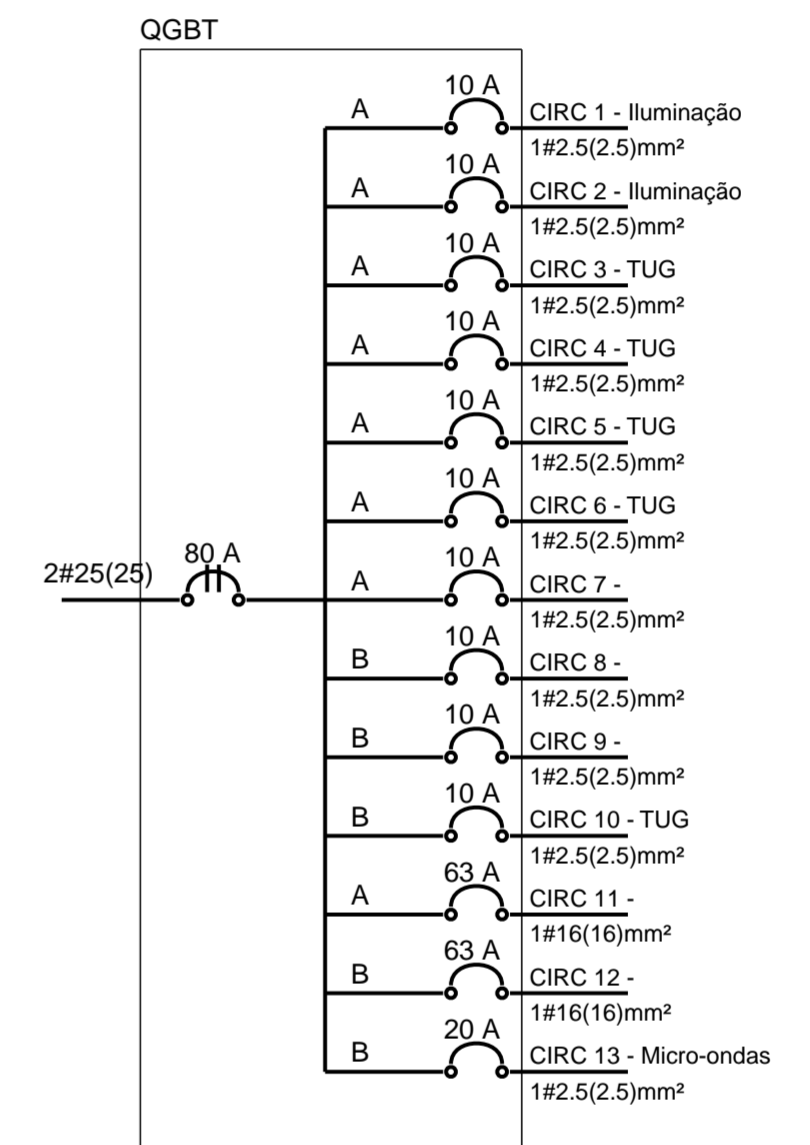 QGBT
10 A
A
CIRC 1 - Iluminação
1#2.5(2.5)mm²
10 A
A
CIRC 2 - Iluminação
1#2.5(2.5)mm²
10 A
A
CIRC 3 - TUG
1#2.5(2.5)mm²
10 A
A
CIRC 4 - TUG
1#2.5(2.5)mm²
10 A
A
CIRC 5 - TUG
1#2.5(2.5)mm²
10 A
A
CIRC 6 - TUG
1#2.5(2.5)mm²
80 A
2#25(25)
10 A
A
CIRC 7 -
1#2.5(2.5)mm²
10 A
B
CIRC 8 -
1#2.5(2.5)mm²
10 A
B
CIRC 9 -
1#2.5(2.5)mm²
10 A
B
CIRC 10 - TUG
1#2.5(2.5)mm²
63 A
A
CIRC 11 -
1#16(16)mm²
63 A
B
CIRC 12 -
1#16(16)mm²
20 A
B
CIRC 13 - Micro-ondas
1#2.5(2.5)mm²